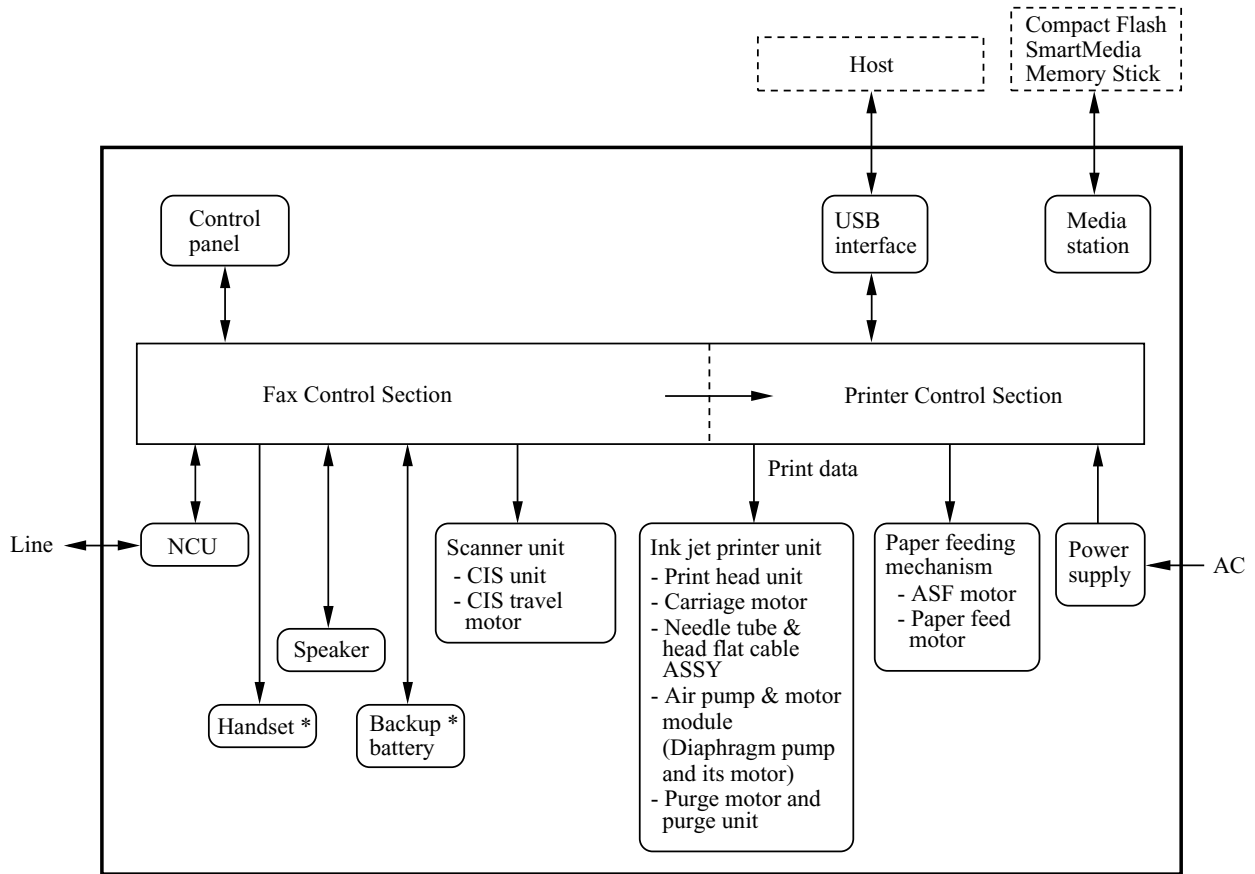 Compact Flash
SmartMedia
Memory Stick
Host
Control
panel
USB
interface
Media
station
Fax Control Section
Printer Control Section
Print data
Line
NCU
Scanner unit
- CIS unit
- CIS travel
motor
Ink jet printer unit
- Print head unit
- Carriage motor
- Needle tube &
head flat cable
ASSY
- Air pump & motor
module
(Diaphragm pump
and its motor)
- Purge motor and
purge unit
Paper feeding
mechanism
- ASF motor
- Paper feed
motor
Power
supply
AC
Speaker
Handset *
Backup *
battery